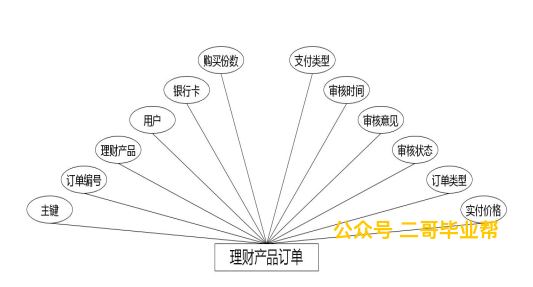 购买份数 支付类型
银行卡 审核时间
用户 审核意见
理财产品 审核状态
订单编号 订单类型
主键 实付价格
公众号 二哥毕业帮
理财产品订单